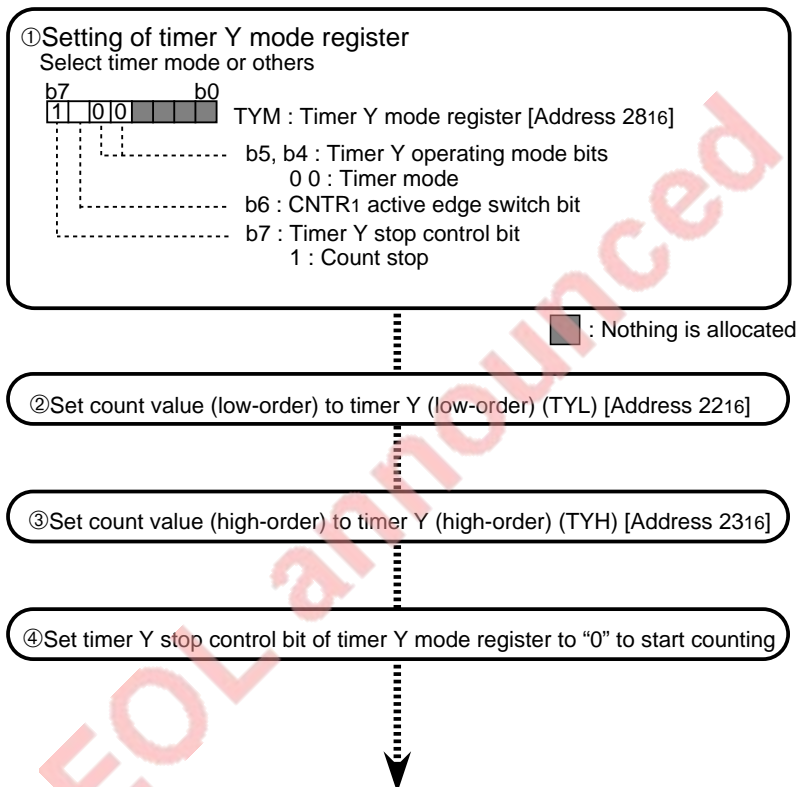 ①Setting of timer Y mode register
Select timer mode or others
b7 b0
1 0 0 TYM : Timer Y mode register [Address 2816]
b5, b4 : Timer Y operating mode bits
0 0 : Timer mode
b6 : CNTR1 active edge switch bit
b7 : Timer Y stop control bit
1 : Count stop
: Nothing is allocated
②Set count value (low-order) to timer Y (low-order) (TYL) [Address 2216]
③Set count value (high-order) to timer Y (high-order) (TYH) [Address 2316]
④Set timer Y stop control bit of timer Y mode register to “0” to start counting
EOL announced